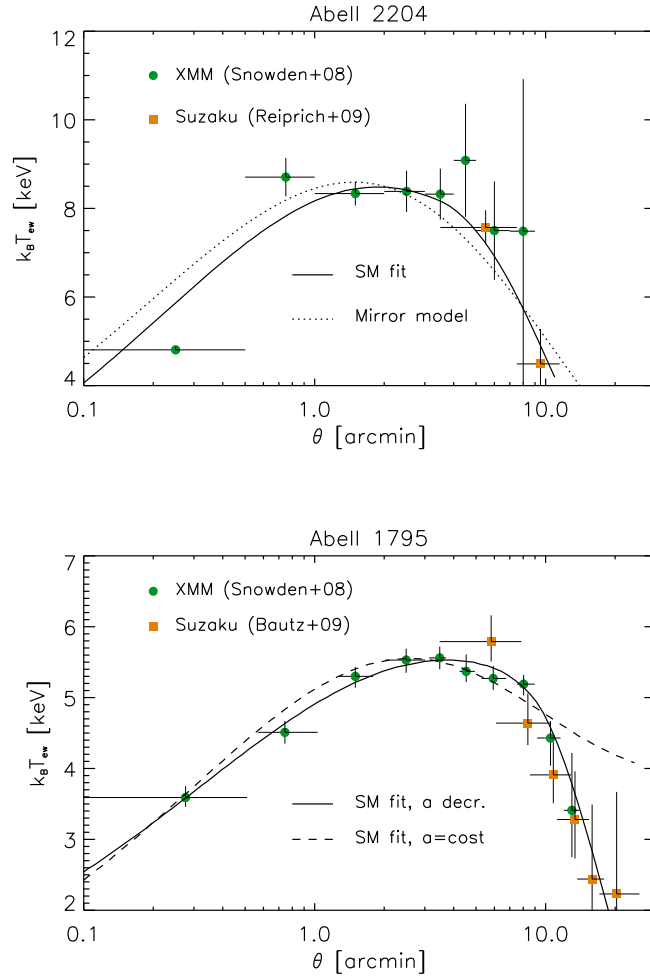 Abell 2204
12
10
8
6
4
k_B T_ew [keV]
XMM (Snowden+08)
Suzaku (Reiprich+09)
SM fit
Mirror model
0.1
1.0
10.0
θ [arcmin]
Abell 1795
7
6
5
4
3
2
k_B T_ew [keV]
XMM (Snowden+08)
Suzaku (Bautz+09)
SM fit, a decr.
SM fit, a=cost
0.1
1.0
10.0
θ [arcmin]